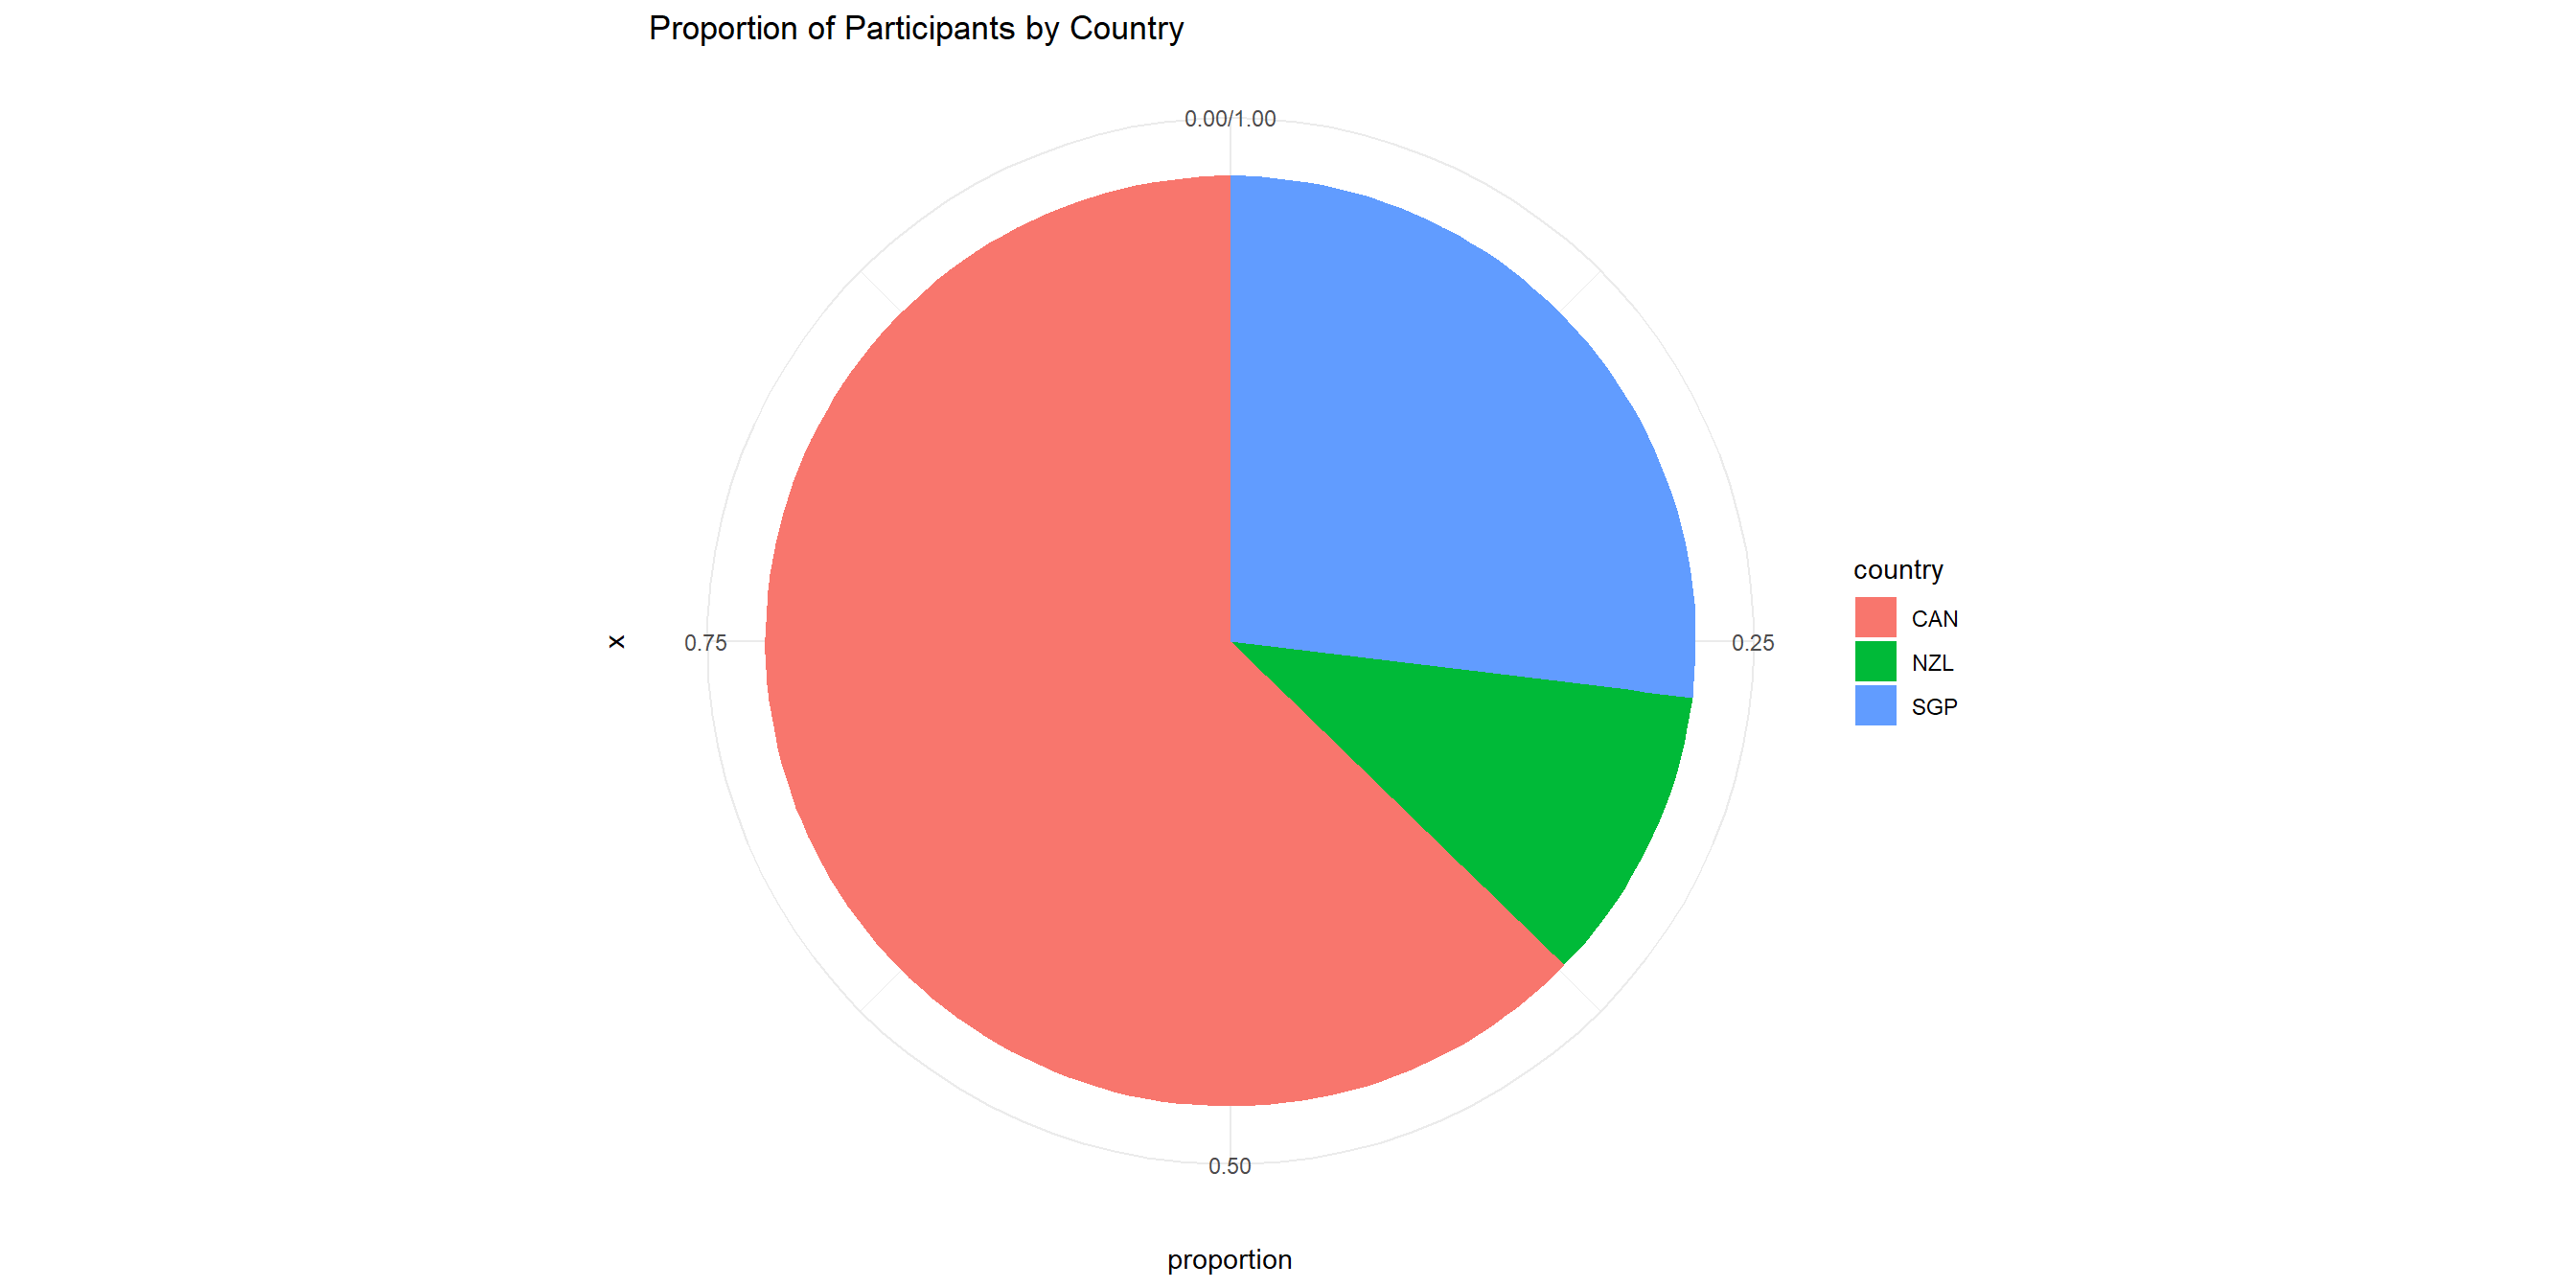 Proportion of Participants by Country
0.00/1.00
0.75
0.25
0.50
x
proportion
country
CAN
NZL
SGP